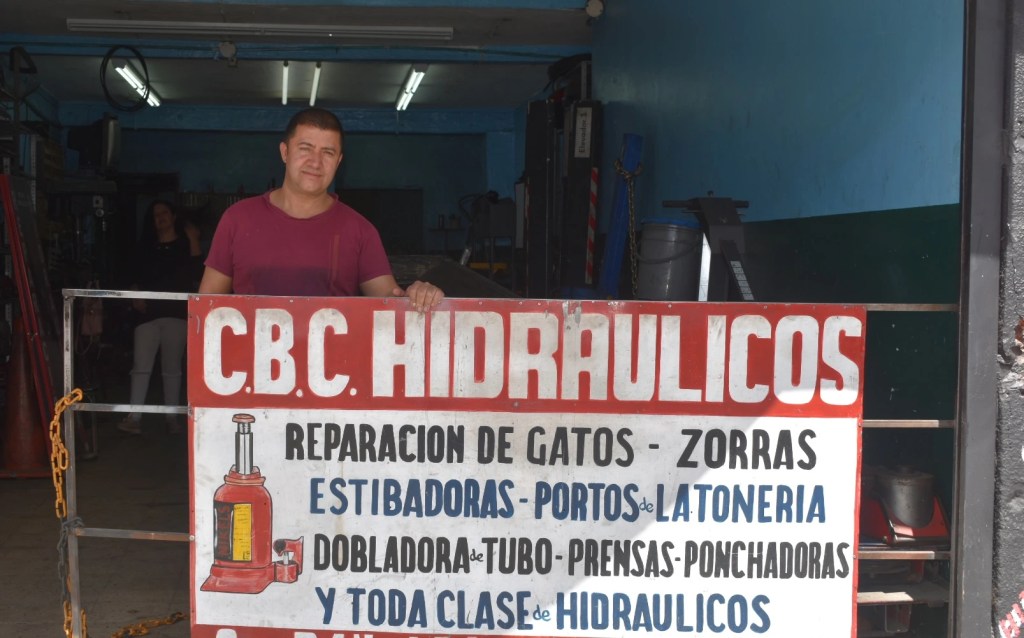 C.B.C. HIDRAULICOS
REPARACION DE GATOS - ZORRAS
ESTIBADORAS - PORTOS de LATONERIA
DOBLADORA de TUBO - PRENSAS - PONCHADORAS
Y TODA CLASE de HIDRAULICOS